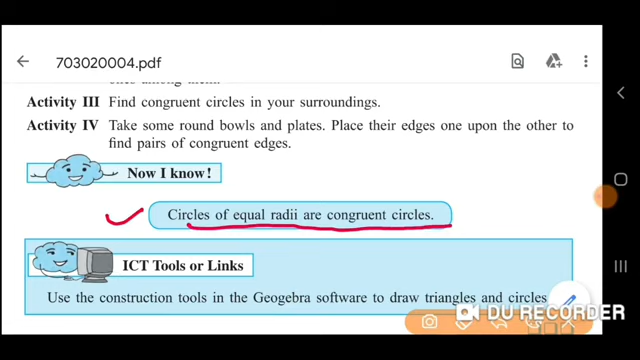 703020004.pdf
Activity III Find congruent circles in your surroundings.
Activity IV Take some round bowls and plates. Place their edges one upon the other to
find pairs of congruent edges.
Now I know!
Circles of equal radii are congruent circles.
ICT Tools or Links
Use the construction tools in the Geogebra software to draw triangles and circles
DU RECORDER